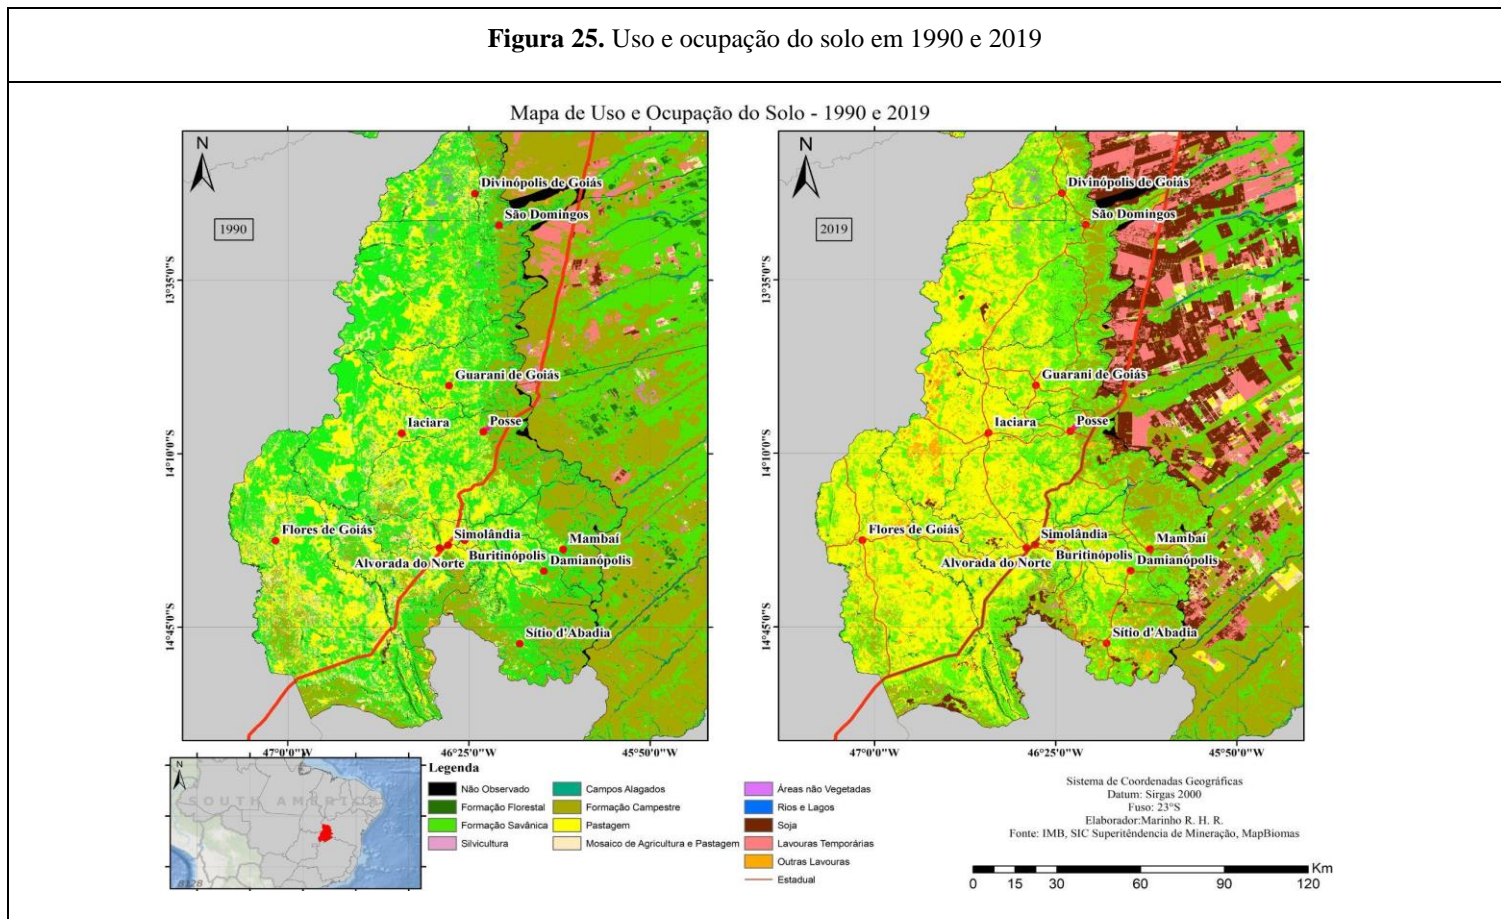 Figura 25. Uso e ocupação do solo em 1990 e 2019
Mapa de Uso e Ocupação do Solo - 1990 e 2019
N
1990
Divinópolis de Goiás
São Domingos
Guarani de Goiás
Iaciara
Posse
Flores de Goiás
Simolândia
Mambaí
Buritinópolis
Alvorada do Norte
Damianópolis
Sítio d'Abadia
13°35'0"S
14°10'0"S
14°45'0"S
47°0'0"W
46°25'0"W
45°50'0"W
N
2019
Divinópolis de Goiás
São Domingos
Guarani de Goiás
Iaciara
Posse
Flores de Goiás
Simolândia
Mambaí
Buritinópolis
Alvorada do Norte
Damianópolis
Sítio d'Abadia
13°35'0"S
14°10'0"S
14°45'0"S
47°0'0"W
46°25'0"W
45°50'0"W
N
SOUTH AMERICA
8128
Legenda
Não Observado
Formação Florestal
Formação Savânica
Silvicultura
Campos Alagados
Formação Campestre
Pastagem
Mosaico de Agricultura e Pastagem
Áreas não Vegetadas
Rios e Lagos
Soja
Lavouras Temporárias
Outras Lavouras
Estadual
Sistema de Coordenadas Geográficas
Datum: Sirgas 2000
Fuso: 23°S
Elaborador:Marinho R. H. R.
Fonte: IMB, SIC Superitêndencia de Mineração, MapBiomas
Km
0 15 30 60 90 120